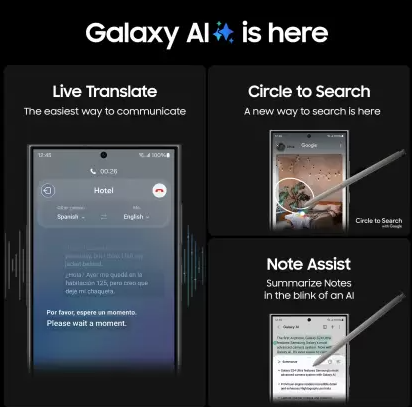 Galaxy AI is here
Live Translate
The easiest way to communicate
12:45
100%
00:26
Hotel
Spanish
English
¡Hola! Ayer me quedé en la
habitación 125, pero creo que
dejé mi chaqueta.
Por favor, espere un momento.
Please wait a moment.
Circle to Search
A new way to search is here
Google
Circle to Search
with Google
Note Assist
Summarize Notes
in the blink of an AI
Galaxy AI
Summarize